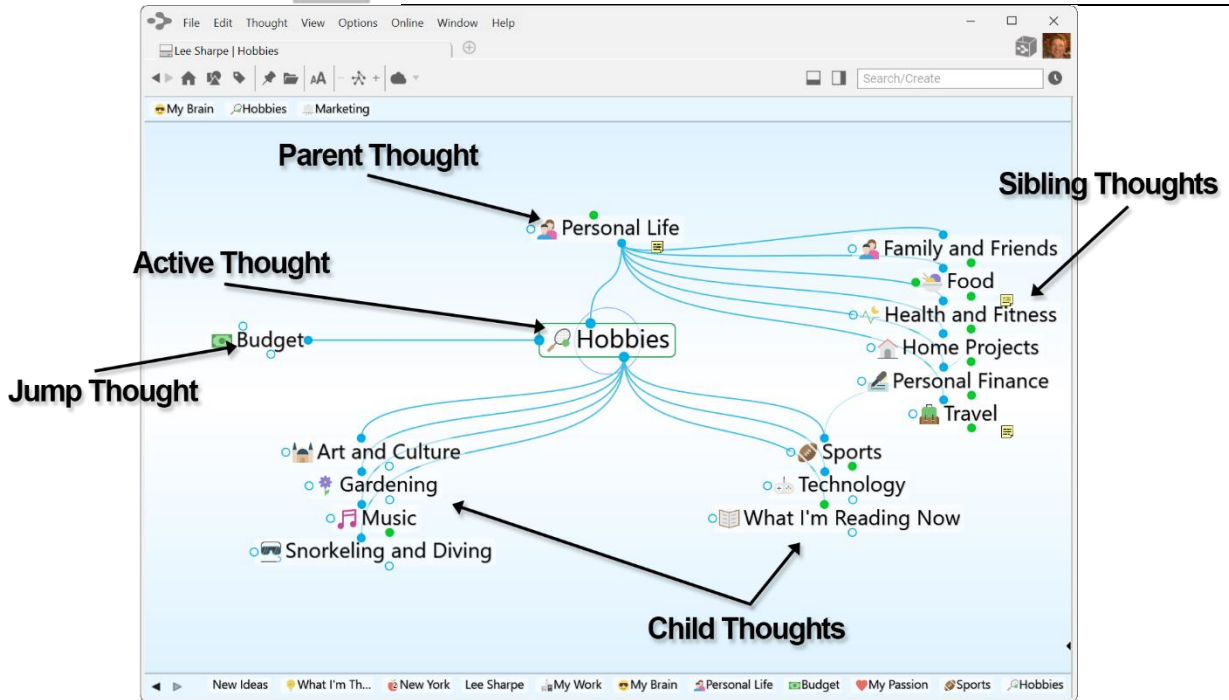 File Edit Thought View Options Online Window Help
Lee Sharpe | Hobbies
AA
Search/Create
My Brain Hobbies Marketing
Parent Thought
Sibling Thoughts
Personal Life
Family and Friends
Active Thought
Food
Health and Fitness
Budget
Hobbies
Home Projects
Jump Thought
Personal Finance
Travel
Art and Culture
Sports
Gardening
Technology
Music
What I'm Reading Now
Snorkeling and Diving
Child Thoughts
New Ideas What I'm Th... New York Lee Sharpe My Work My Brain Personal Life Budget My Passion Sports Hobbies